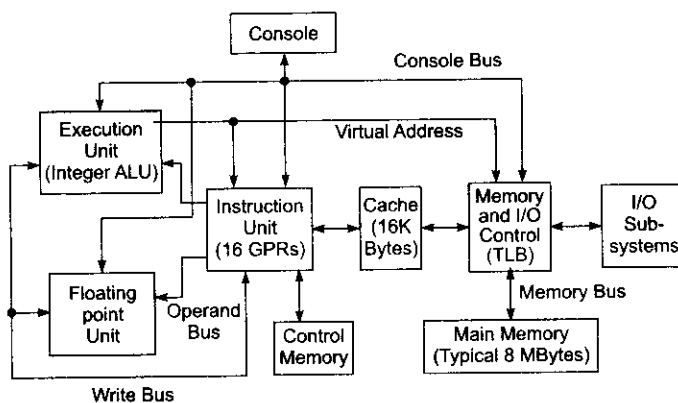 Console
Console Bus
Execution
Unit
(Integer ALU)
Virtual Address
Instruction
Unit
(16 GPRs)
Cache
(16K
Bytes)
Memory
and I/O
Control
(TLB)
I/O
Sub-
systems
Floating
point
Unit
Operand
Bus
Control
Memory
Memory Bus
Main Memory
(Typical 8 MBytes)
Write Bus